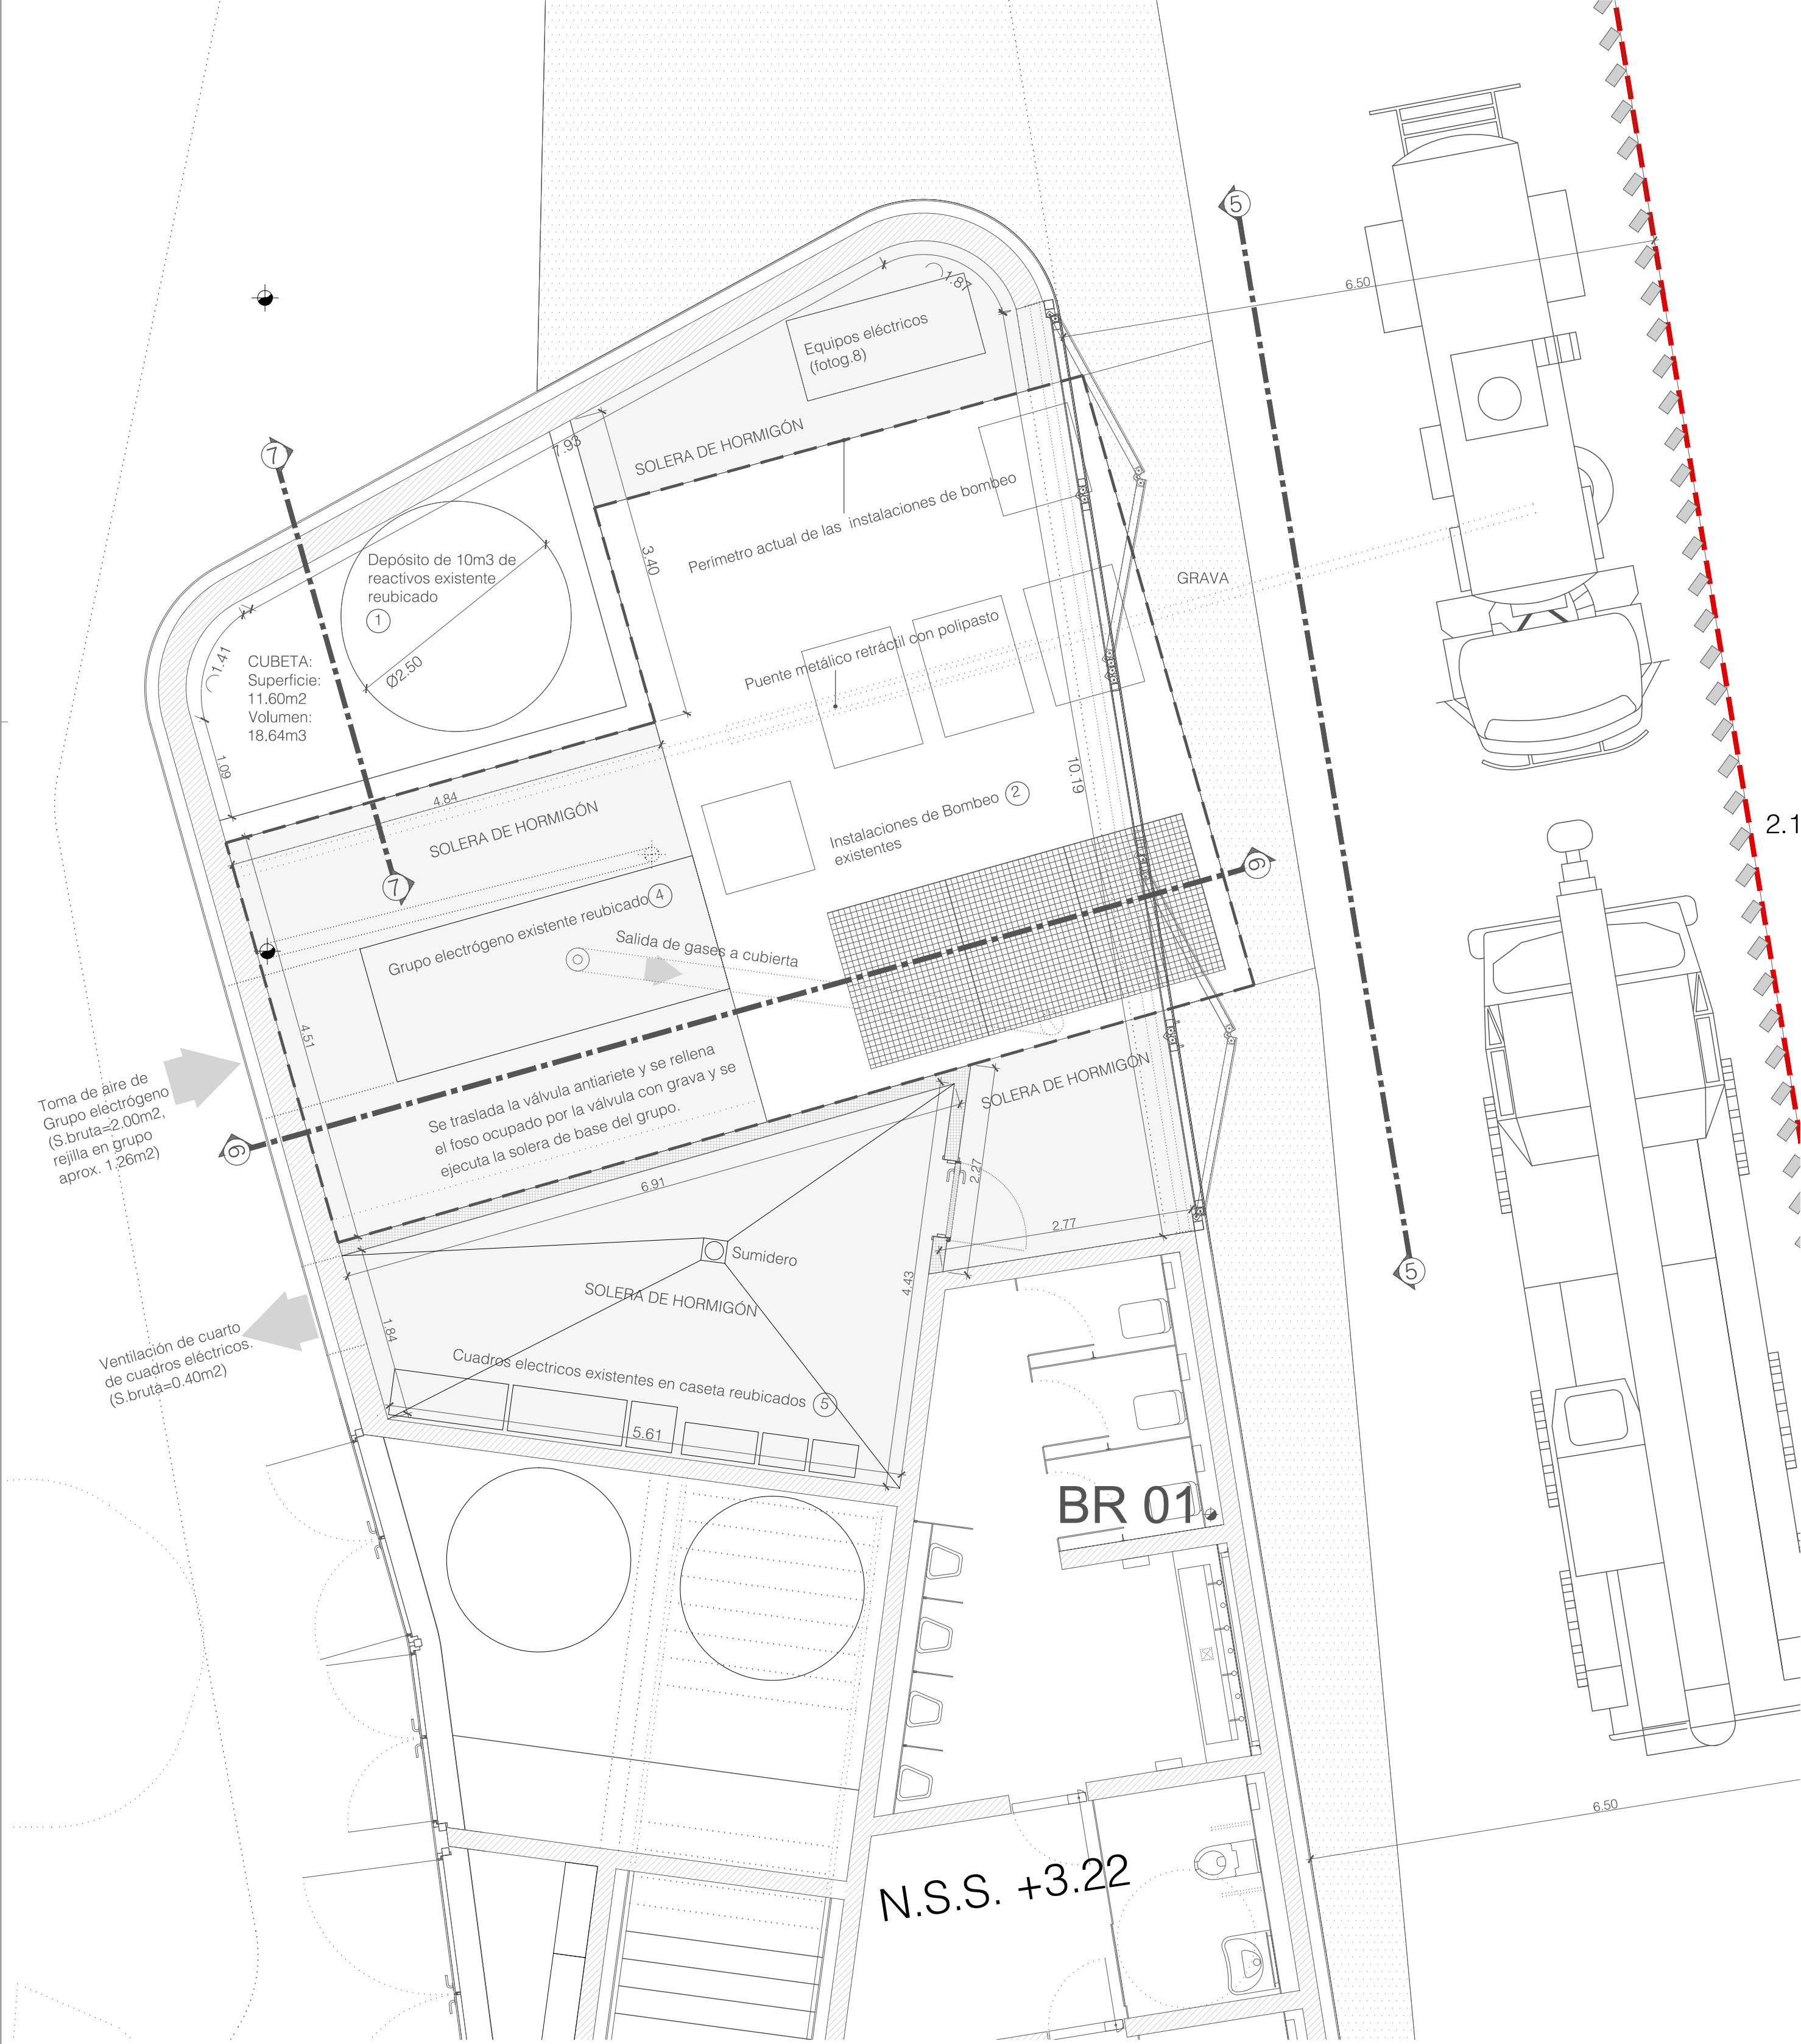 5
6.50
1.87
Equipos eléctricos
(fotog.8)
SOLERA DE HORMIGÓN
7.93
7
Perímetro actual de las instalaciones de bombeo
3.40
Depósito de 10m3 de
reactivos existente
reubicado
1
Ø2.50
GRAVA
1.41
CUBETA:
Superficie:
11.60m2
Volumen:
18.64m3
Puente metálico retráctil con polipasto
1.09
10.19
4.84
SOLERA DE HORMIGÓN
Instalaciones de Bombeo 2
existentes
2.1
7
6
Grupo electrógeno existente reubicado 4
Salida de gases a cubierta
4.51
Toma de aire de
Grupo electrógeno
(S.bruta=2.00m2,
rejilla en grupo
aprox. 1.26m2)
Se traslada la válvula antiariete y se rellena
el foso ocupado por la válvula con grava y se
ejecuta la solera de base del grupo.
SOLERA DE HORMIGÓN
6
6.91
2.27
2.77
Sumidero
5
SOLERA DE HORMIGÓN
4.43
1.84
Ventilación de cuarto
de cuadros eléctricos.
(S.bruta=0.40m2)
Cuadros electricos existentes en caseta reubicados 5
5.61
BR 01
6.50
N.S.S. +3.22